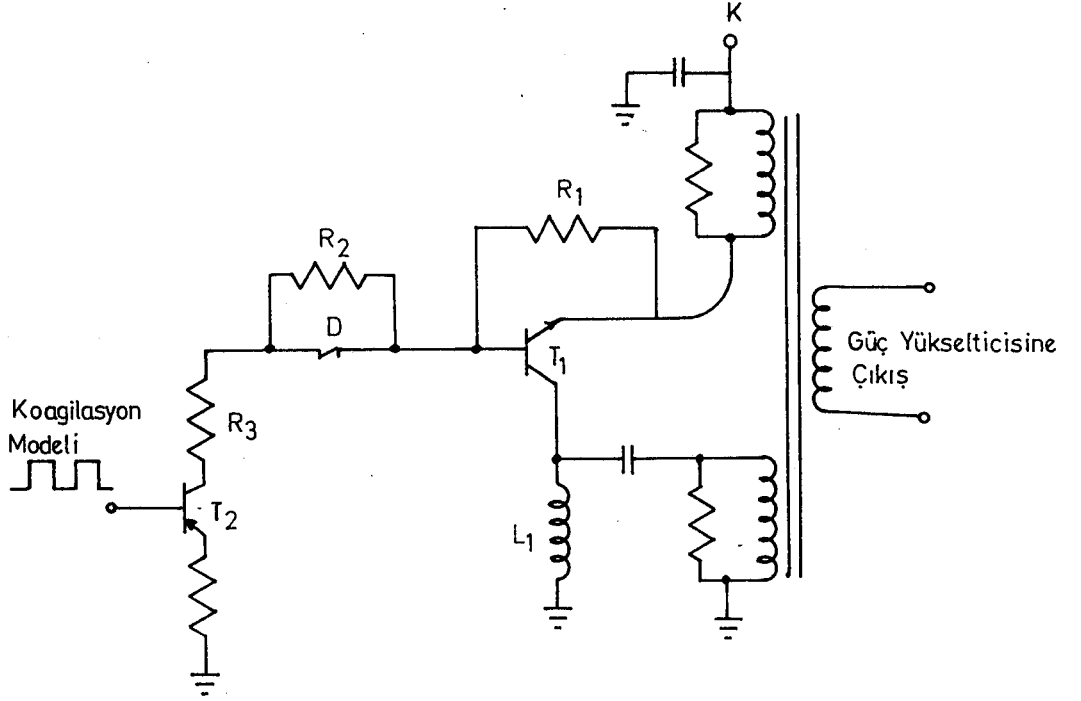 K
R1
R2
D
T1
Güç Yükselticisine
Çıkış
Koagilasyon
Modeli
R3
T2
L1